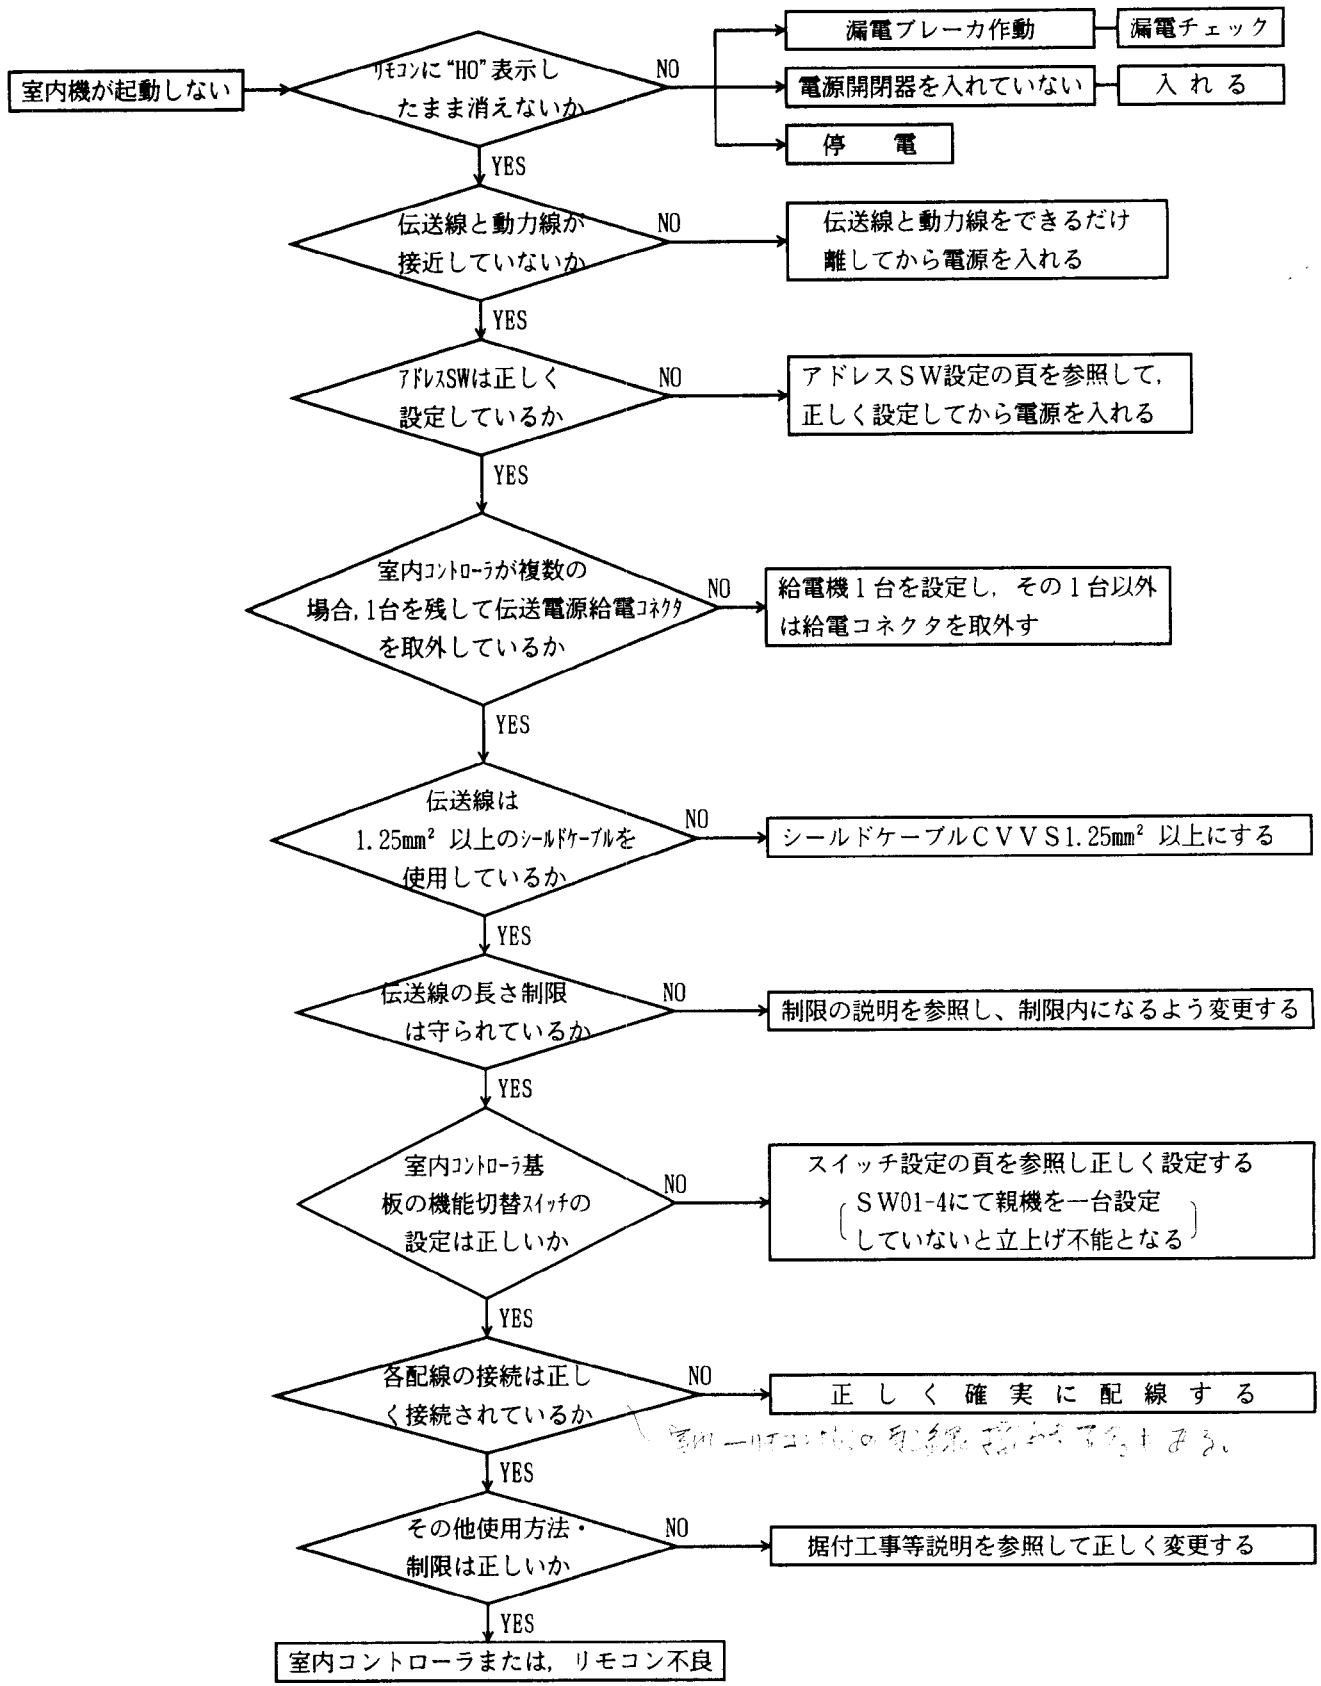 室内機が起動しない
リモコンに“HO”表示し
たまま消えないか
NO
漏電ブレーカ作動
漏電チェック
電源開閉器を入れていない
入れる
停 電
YES
伝送線と動力線が
接近していないか
NO
伝送線と動力線をできるだけ
離してから電源を入れる
YES
アドレスSWは正しく
設定しているか
NO
アドレスSW設定の頁を参照して,
正しく設定してから電源を入れる
YES
室内コントローラが複数の
場合,1台を残して伝送電源給電コネクタ
を取外しているか
NO
給電機1台を設定し,その1台以外
は給電コネクタを取外す
YES
伝送線は
1.25mm² 以上のシールドケーブルを
使用しているか
NO
シールドケーブルCVVS1.25mm² 以上にする
YES
伝送線の長さ制限
は守られているか
NO
制限の説明を参照し、制限内になるよう変更する
YES
室内コントローラ基
板の機能切替スイッチの
設定は正しいか
NO
スイッチ設定の頁を参照し正しく設定する
(SW01-4にて親機を一台設定
していないと立上げ不能となる)
YES
各配線の接続は正し
く接続されているか
NO
正しく確実に配線する
YES
その他使用方法・
制限は正しいか
NO
据付工事等説明を参照して正しく変更する
YES
室内コントローラまたは,リモコン不良